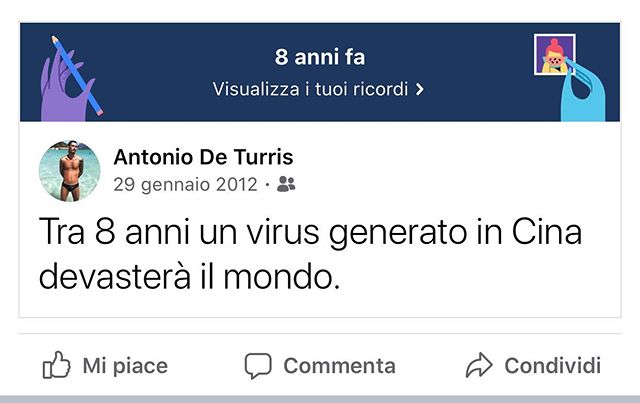 8 anni fa
Visualizza i tuoi ricordi
Antonio De Turris
29 gennaio 2012 ·
Tra 8 anni un virus generato in Cina
devasterà il mondo.
Mi piace Commenta Condividi